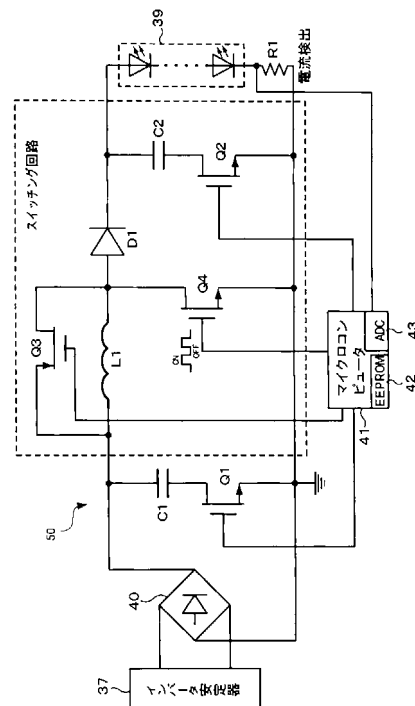 50
37
インバータ安定器
40
C1
Q1
スイッチング回路
Q3
L1
D1
Q4
ON
OFF
C2
Q2
39
R1
電流検出
マイクロコン
ピュータ
EEPROM
ADC
41
42
43